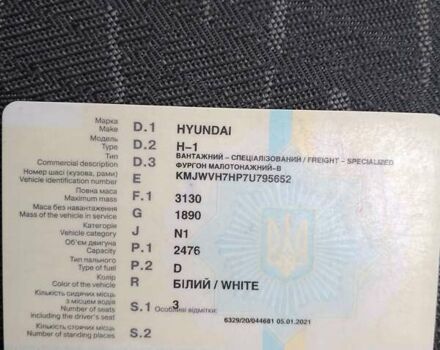 Марка
Make D.1 HYUNDAI
Модель
Type D.2 H-1
Тип
Commercial description D.3 ВАНТАЖНИЙ - СПЕЦІАЛІЗОВАНИЙ / FREIGHT - SPECIALIZED
ФУРГОН МАЛОТОНАЖНИЙ-В
Номер шасі (кузова, рами)
Vehicle identification number E KMJWVH7HP7U795652
Повна маса
Maximum mass F.1 3130
Маса без навантаження
Mass of the vehicle in service G 1890
Категорія
Vehicle category J N1
Об'єм двигуна
Capacity P.1 2476
Тип пального
Type of fuel P.2 D
Колір
Color of the vehicle R БІЛИЙ / WHITE
Кількість сидячих місць
з місцем водія
Number of seats
including the driver's seat S.1 3
Особливі відмітки:
6329/20/044681 05.01.2021
Кількість стоячих місць
Number of standing places S.2